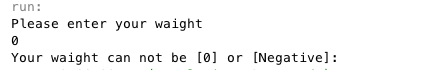 run:
Please enter your waight
0
Your waight can not be [0] or [Negative]: